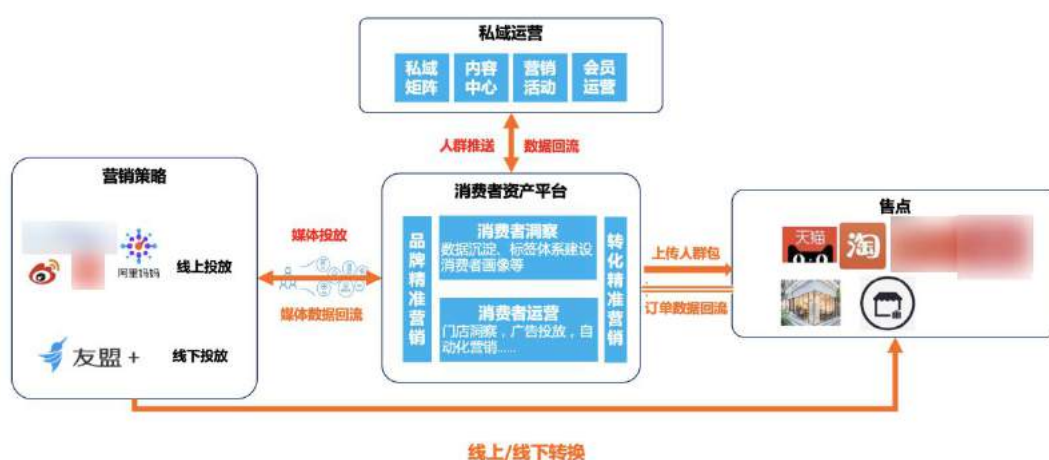 私域运营
私域
矩阵
内容
中心
营销
活动
会员
运营
人群推送
数据回流
营销策略
阿里妈妈
线上投放
友盟+
线下投放
媒体投放
媒体数据回流
消费者资产平台
品牌精准营销
消费者洞察
数据沉淀、标签体系建设
消费者画像等
消费者运营
门店洞察，广告投放，自
动化营销......
转化精准营销
上传人群包
订单数据回流
售点
天猫
淘
线上/线下转换